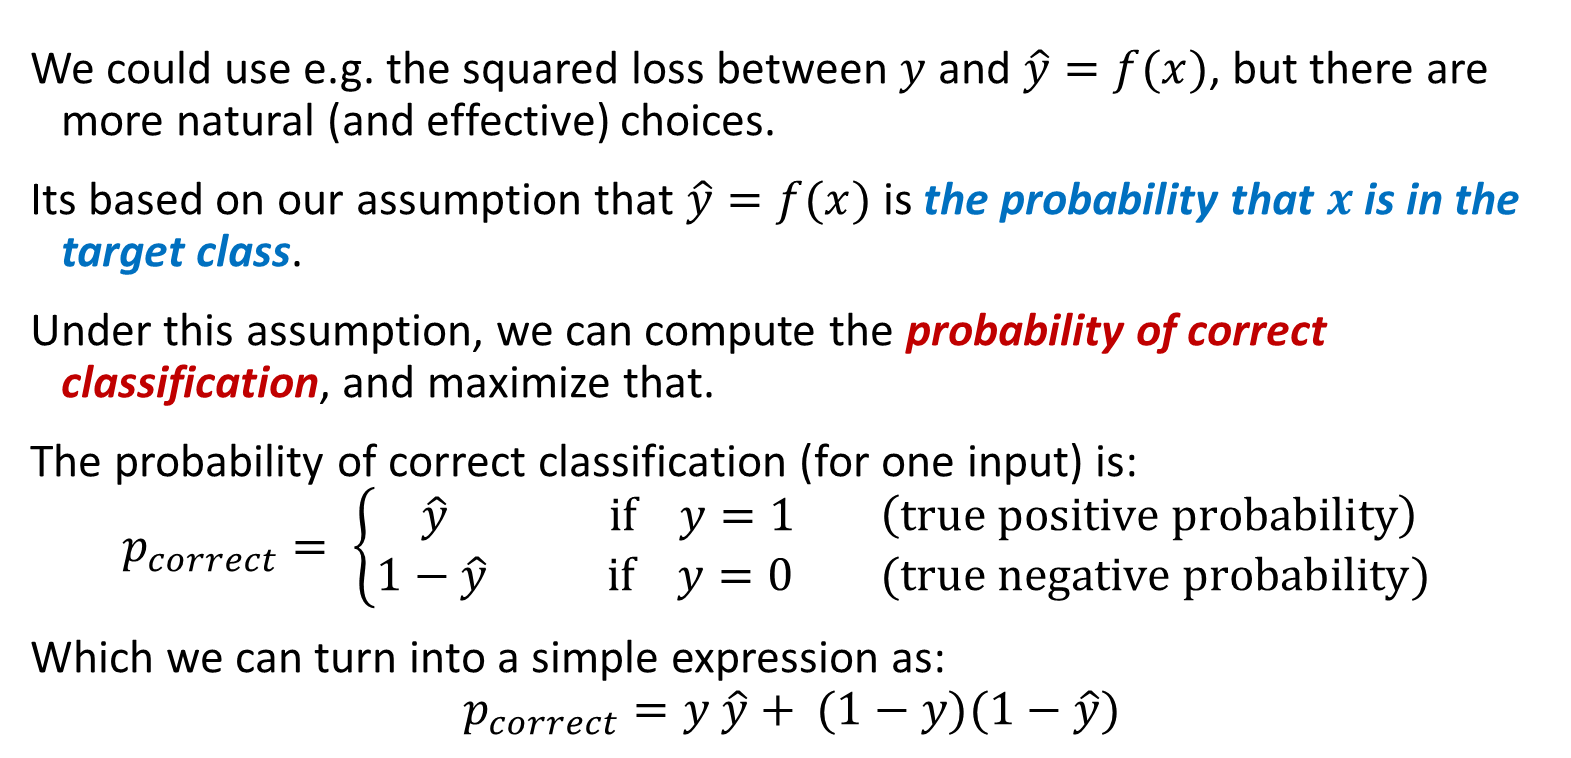 We could use e.g. the squared loss between y and ŷ = f(x), but there are
more natural (and effective) choices.
Its based on our assumption that ŷ = f(x) is the probability that x is in the
target class.
Under this assumption, we can compute the probability of correct
classification, and maximize that.
The probability of correct classification (for one input) is:
p_correct = { ŷ if y = 1 (true positive probability)
1 − ŷ if y = 0 (true negative probability)
Which we can turn into a simple expression as:
p_correct = y ŷ + (1 − y)(1 − ŷ)